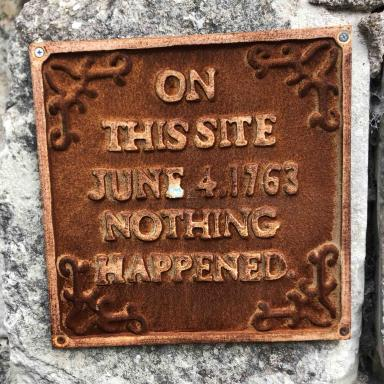 ON
THIS SITE
JUNE 4, 1763
NOTHING
HAPPENED.